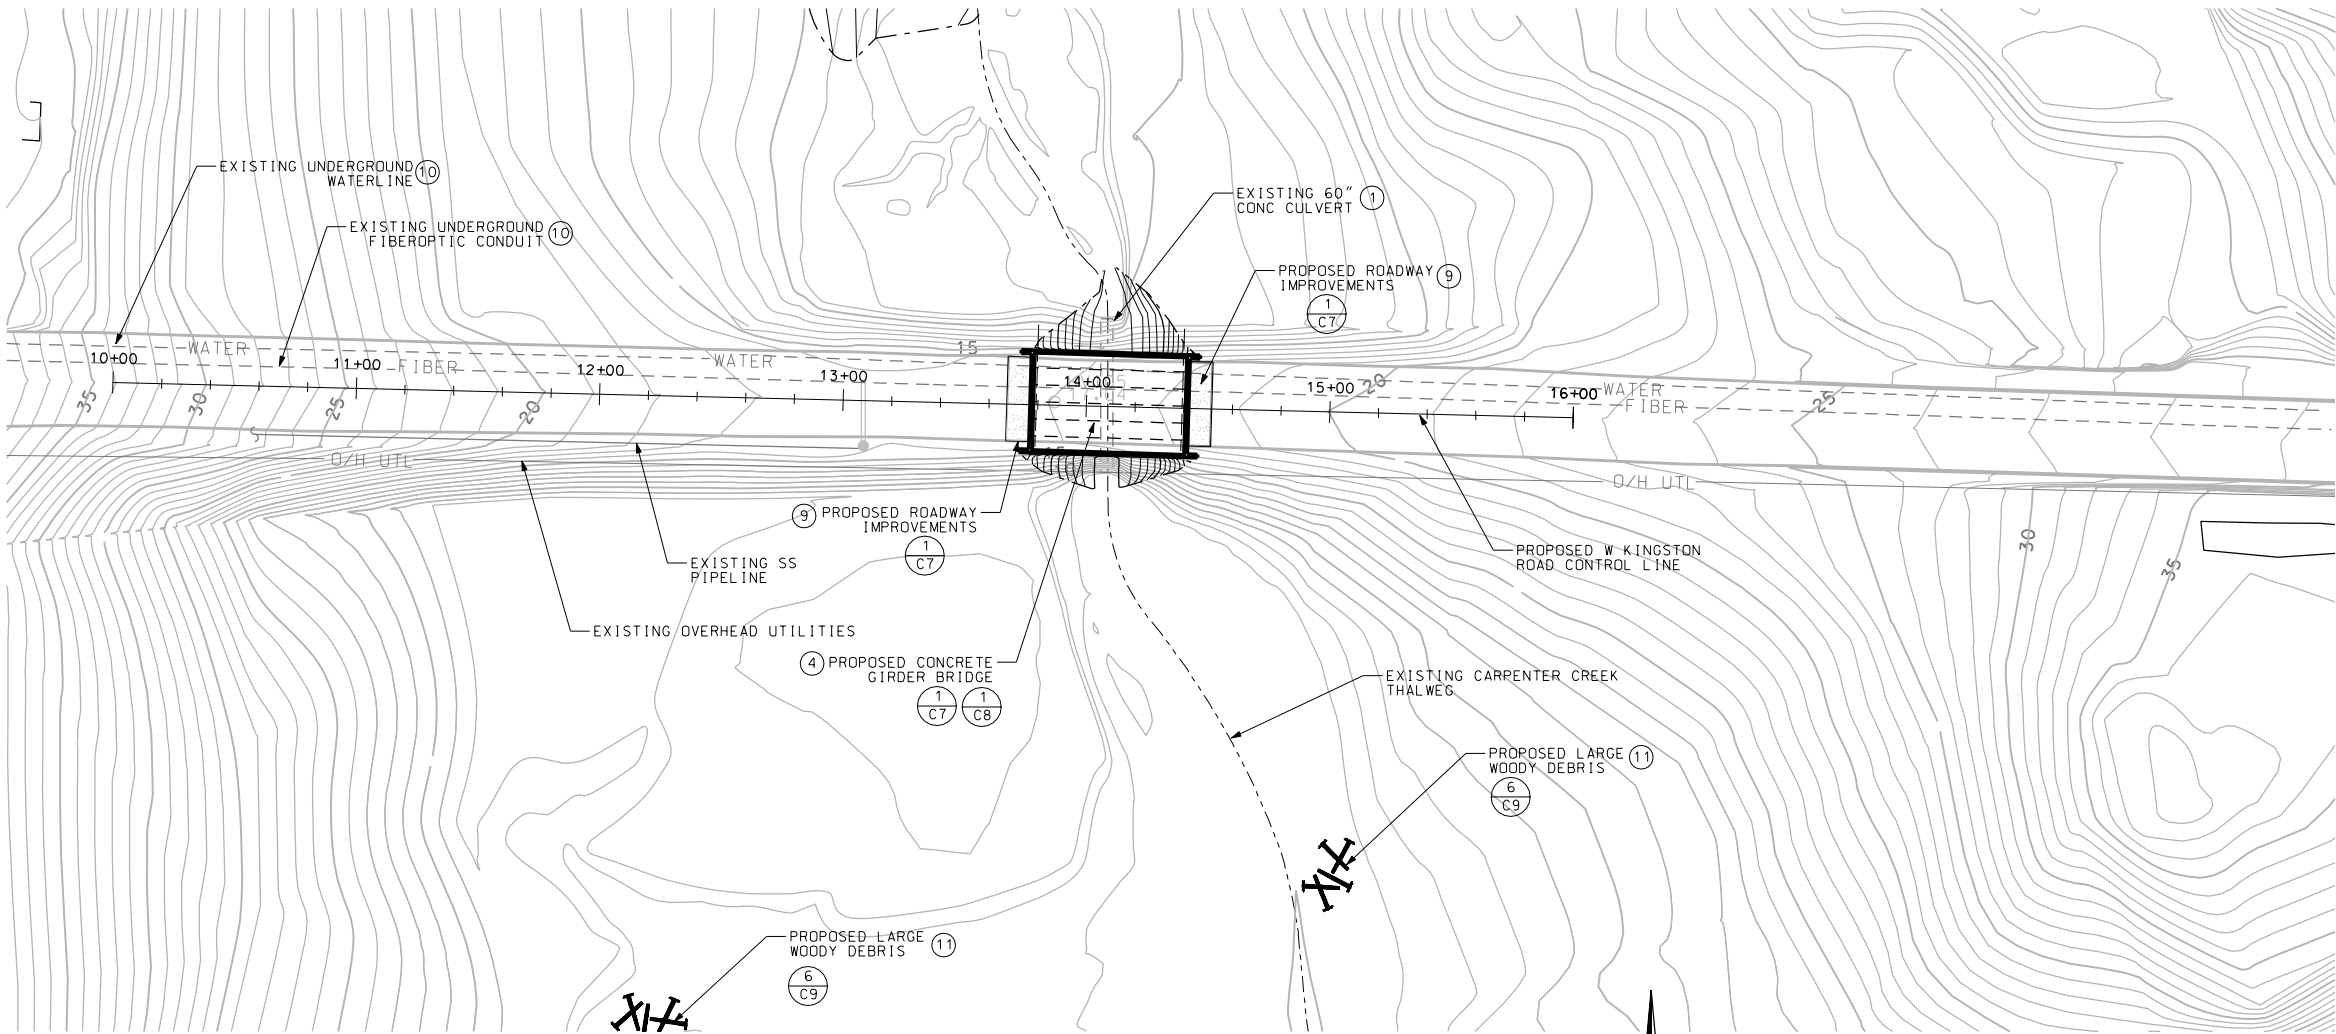 EXISTING UNDERGROUND 10
WATERLINE
EXISTING UNDERGROUND 10
FIBEROPTIC CONDUIT
EXISTING 60" 1
CONC CULVERT
PROPOSED ROADWAY 9
IMPROVEMENTS
1
C7
WATER
FIBER
WATER
15
10+00
11+00
12+00
13+00
14+00
15+00
16+00
20
WATER
FIBER
25
35
30
25
20
S
O/H UTL
O/H UTL
9 PROPOSED ROADWAY
IMPROVEMENTS
1
C7
EXISTING SS
PIPELINE
EXISTING OVERHEAD UTILITIES
4 PROPOSED CONCRETE
GIRDER BRIDGE
1
C7
1
C8
PROPOSED W KINGSTON
ROAD CONTROL LINE
30
35
EXISTING CARPENTER CREEK
THALWEG
PROPOSED LARGE 11
WOODY DEBRIS
6
C9
PROPOSED LARGE 11
WOODY DEBRIS
6
C9